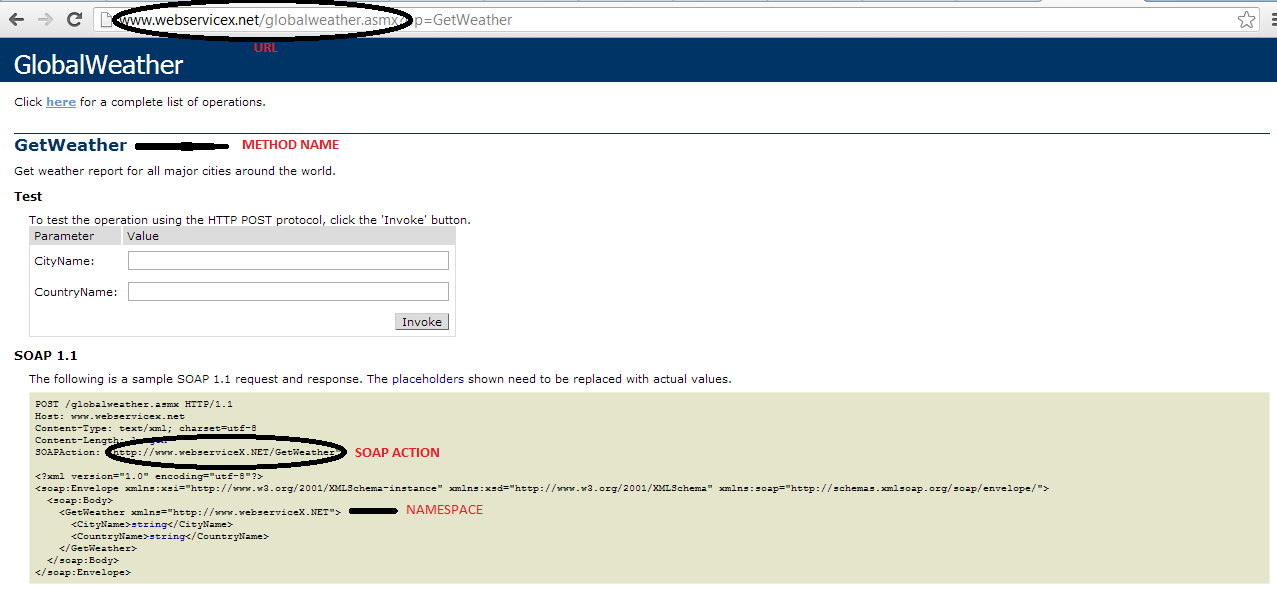 www.webservicex.net/globalweather.asmx?op=GetWeather
URL
GlobalWeather
Click here for a complete list of operations.
GetWeather METHOD NAME
Get weather report for all major cities around the world.
Test
To test the operation using the HTTP POST protocol, click the 'Invoke' button.
Parameter Value
CityName:
CountryName:
Invoke
SOAP 1.1
The following is a sample SOAP 1.1 request and response. The placeholders shown need to be replaced with actual values.
POST /globalweather.asmx HTTP/1.1
Host: www.webservicex.net
Content-Type: text/xml; charset=utf-8
Content-Length: length
SOAPAction: "http://www.webserviceX.NET/GetWeather" SOAP ACTION
<?xml version="1.0" encoding="utf-8"?>
<soap:Envelope xmlns:xsi="http://www.w3.org/2001/XMLSchema-instance" xmlns:xsd="http://www.w3.org/2001/XMLSchema" xmlns:soap="http://schemas.xmlsoap.org/soap/envelope/">
<soap:Body>
<GetWeather xmlns="http://www.webserviceX.NET"> NAMESPACE
<CityName>string</CityName>
<CountryName>string</CountryName>
</GetWeather>
</soap:Body>
</soap:Envelope>